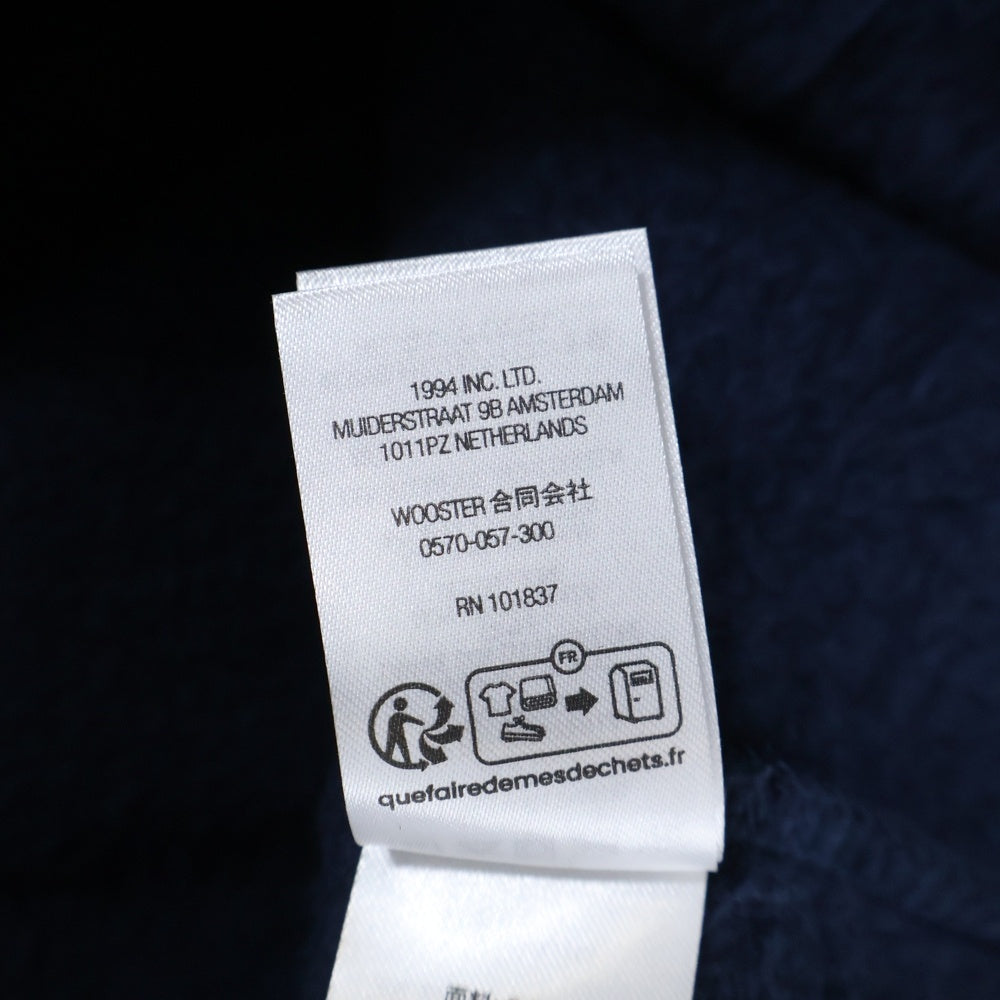 1994 INC. LTD.
MUIDERSTRAAT 9B AMSTERDAM
1011PZ NETHERLANDS
WOOSTER 合同会社
0570-057-300
RN 101837
FR
quefairedemesdechets.fr